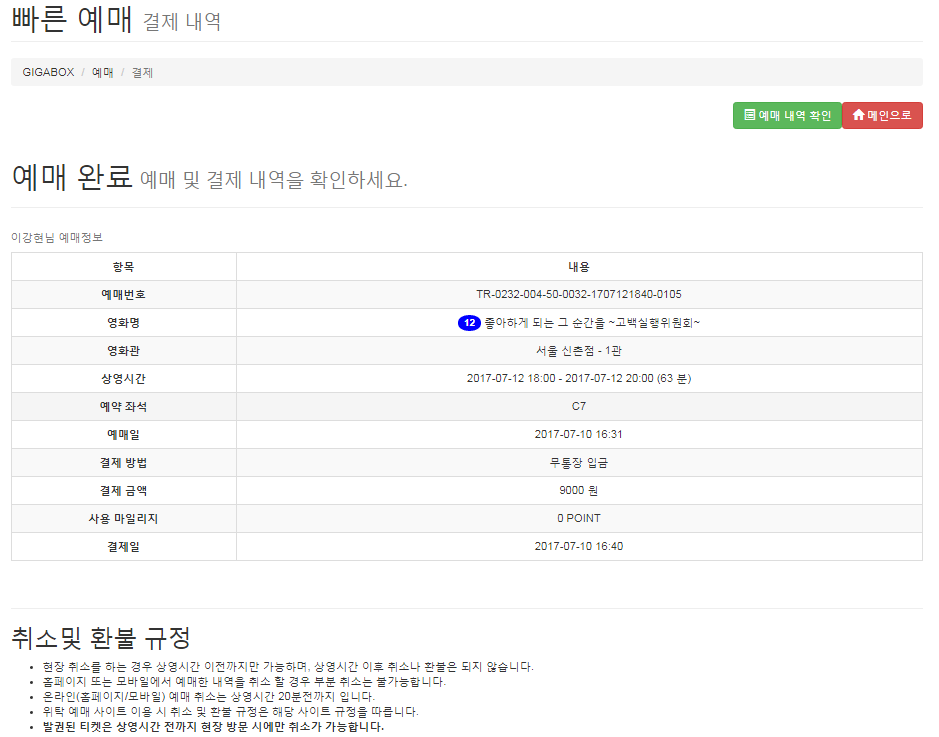 빠른 예매 결제 내역
GIGABOX / 예매 / 결제
예매 내역 확인 메인으로
예매 완료 예매 및 결제 내역을 확인하세요.
이강현님 예매정보
항목 내용
예매번호 TR-0232-004-50-0032-1707121840-0105
영화명 12 좋아하게 되는 그 순간을 ~고백실행위원회~
영화관 서울 신촌점 - 1관
상영시간 2017-07-12 18:00 - 2017-07-12 20:00 (63 분)
예약 좌석 C7
예매일 2017-07-10 16:31
결제 방법 무통장 입금
결제 금액 9000 원
사용 마일리지 0 POINT
결제일 2017-07-10 16:40
취소및 환불 규정
• 현장 취소를 하는 경우 상영시간 이전까지만 가능하며, 상영시간 이후 취소나 환불은 되지 않습니다.
• 홈페이지 또는 모바일에서 예매한 내역을 취소 할 경우 부분 취소는 불가능합니다.
• 온라인(홈페이지/모바일) 예매 취소는 상영시간 20분전까지 입니다.
• 위탁 예매 사이트 이용 시 취소 및 환불 규정은 해당 사이트 규정을 따릅니다.
• 발권된 티켓은 상영시간 전까지 현장 방문 시에만 취소가 가능합니다.